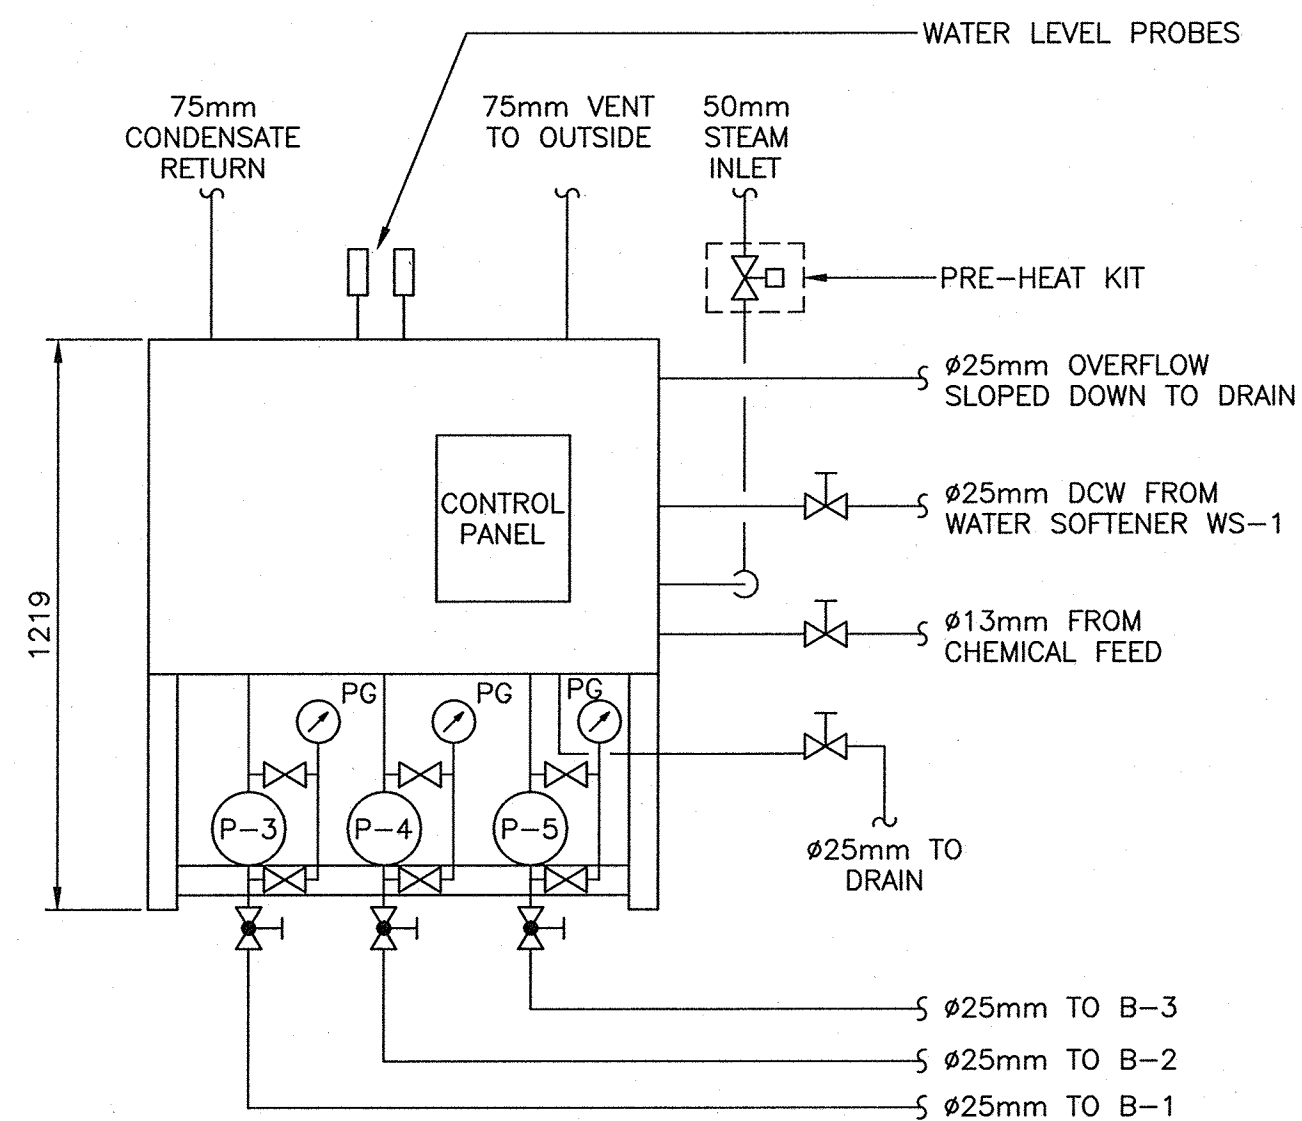 WATER LEVEL PROBES
75mm
CONDENSATE
RETURN
75mm VENT
TO OUTSIDE
50mm
STEAM
INLET
PRE-HEAT KIT
ø25mm OVERFLOW
SLOPED DOWN TO DRAIN
CONTROL
PANEL
ø25mm DCW FROM
WATER SOFTENER WS-1
1219
ø13mm FROM
CHEMICAL FEED
PG
PG
PG
P-3
P-4
P-5
ø25mm TO
DRAIN
ø25mm TO B-3
ø25mm TO B-2
ø25mm TO B-1